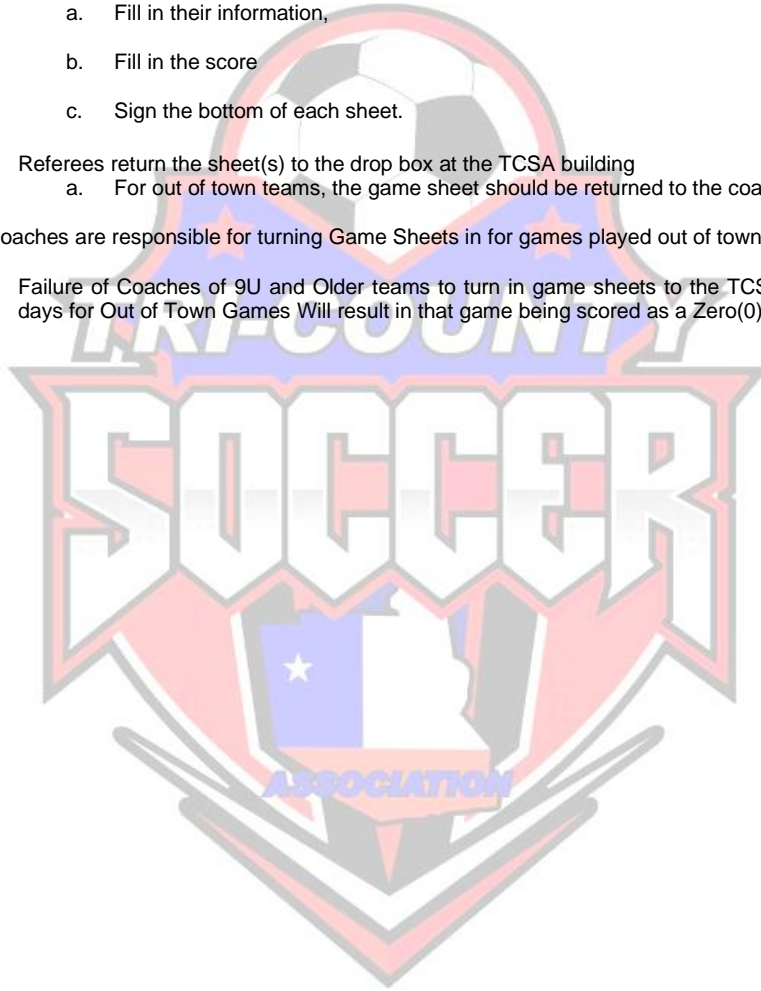 a. Fill in their information,
b. Fill in the score
c. Sign the bottom of each sheet.
Referees return the sheet(s) to the drop box at the TCSA building
a. For out of town teams, the game sheet should be returned to the
oaches are responsible for turning Game Sheets in for games played out of town
Failure of Coaches of 9U and Older teams to turn in game sheets to the
days for Out of Town Games Will result in that game being scored as a Zero(0)
TRI-COUNTY
SOCCER
ASSOCIATION